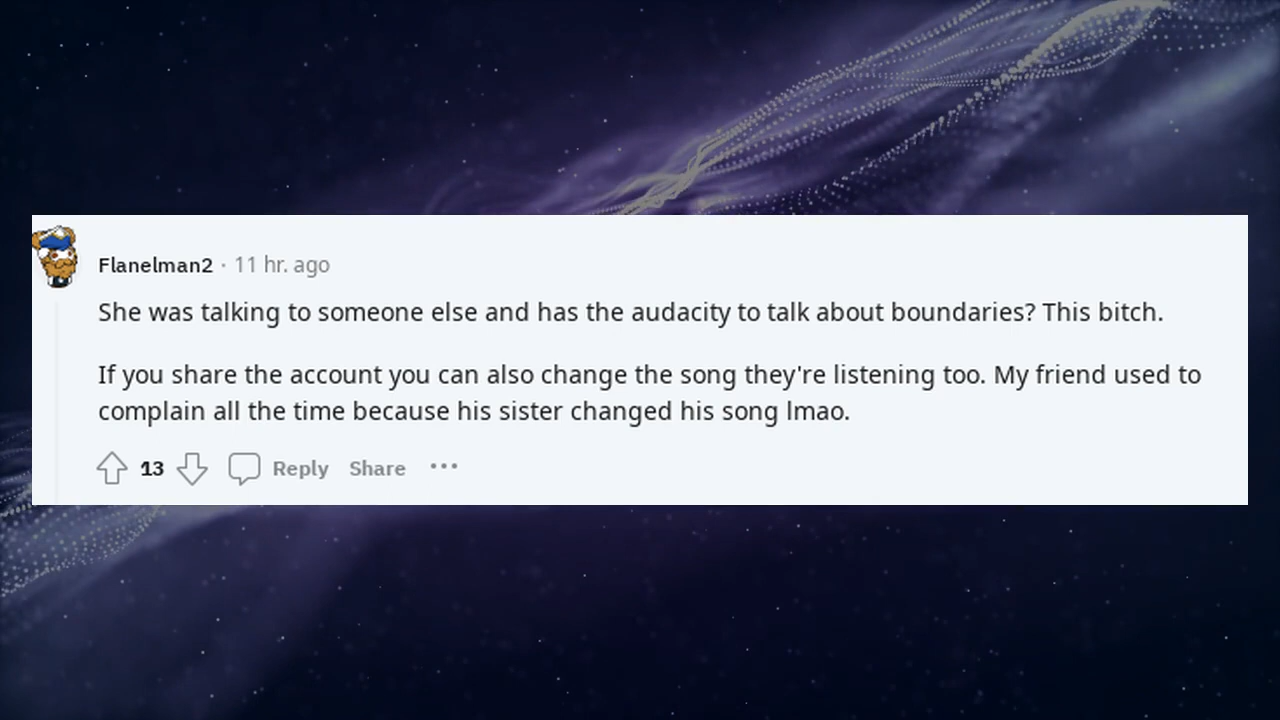 Flanelman2 · 11 hr. ago
She was talking to someone else and has the audacity to talk about boundaries? This bitch.
If you share the account you can also change the song they're listening too. My friend used to
complain all the time because his sister changed his song lmao.
13 Reply Share ···